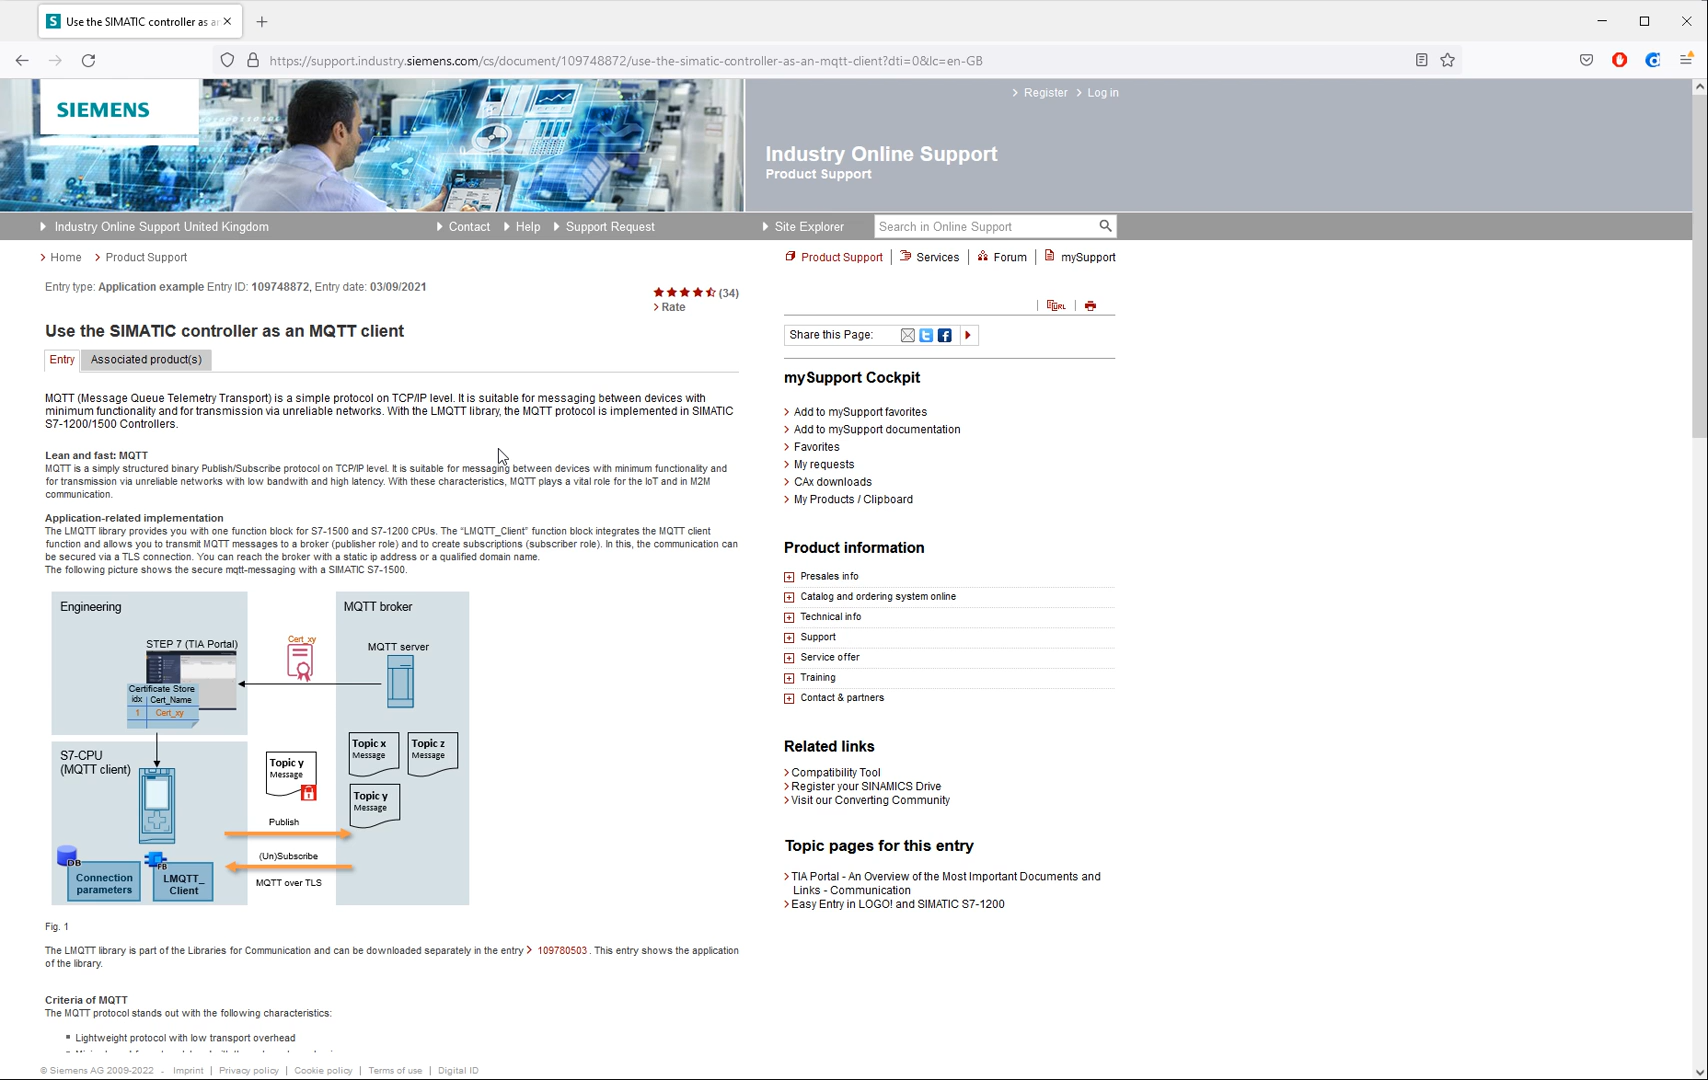 Use the SIMATIC controller as a
https://support.industry.siemens.com/cs/document/109748872/use-the-simatic-controller-as-an-mqtt-client?dti=0&lc=en-GB
SIEMENS
Register
Log in
Industry Online Support
Product Support
Industry Online Support United Kingdom
Contact
Help
Support Request
Site Explorer
Search in Online Support
Home
Product Support
Product Support
Services
Forum
mySupport
Entry type: Application example Entry ID: 109748872, Entry date: 03/09/2021
(34)
Rate
URL
Use the SIMATIC controller as an MQTT client
Share this Page:
Entry
Associated product(s)
MQTT (Message Queue Telemetry Transport) is a simple protocol on TCP/IP level. It is suitable for messaging between devices with
minimum functionality and for transmission via unreliable networks. With the LMQTT library, the MQTT protocol is implemented in SIMATIC
S7-1200/1500 Controllers.
Lean and fast: MQTT
MQTT is a simply structured binary Publish/Subscribe protocol on TCP/IP level. It is suitable for messaging between devices with minimum functionality and
for transmission via unreliable networks with low bandwith and high latency. With these characteristics, MQTT plays a vital role for the IoT and in M2M
communication.
Application-related implementation
The LMQTT library provides you with one function block for S7-1500 and S7-1200 CPUs. The “LMQTT_Client” function block integrates the MQTT client
function and allows you to transmit MQTT messages to a broker (publisher role) and to create subscriptions (subscriber role). In this, the communication can
be secured via a TLS connection. You can reach the broker with a static ip address or a qualified domain name.
The following picture shows the secure mqtt-messaging with a SIMATIC S7-1500.
Engineering
MQTT broker
STEP 7 (TIA Portal)
Cert_xy
MQTT server
Certificate Store
idx Cert_Name
1 Cert_xy
S7-CPU
(MQTT client)
Topic y
Message
Topic x
Message
Topic z
Message
Topic y
Message
Publish
(Un)Subscribe
MQTT over TLS
DB
Connection
parameters
FB
LMQTT_
Client
Fig. 1
The LMQTT library is part of the Libraries for Communication and can be downloaded separately in the entry 109780503. This entry shows the application
of the library.
Criteria of MQTT
The MQTT protocol stands out with the following characteristics:
Lightweight protocol with low transport overhead
mySupport Cockpit
Add to mySupport favorites
Add to mySupport documentation
Favorites
My requests
CAx downloads
My Products / Clipboard
Product information
Presales info
Catalog and ordering system online
Technical info
Support
Service offer
Training
Contact & partners
Related links
Compatibility Tool
Register your SINAMICS Drive
Visit our Converting Community
Topic pages for this entry
TIA Portal - An Overview of the Most Important Documents and
Links - Communication
Easy Entry in LOGO! and SIMATIC S7-1200
© Siemens AG 2009-2022 - Imprint | Privacy policy | Cookie policy | Terms of use | Digital ID